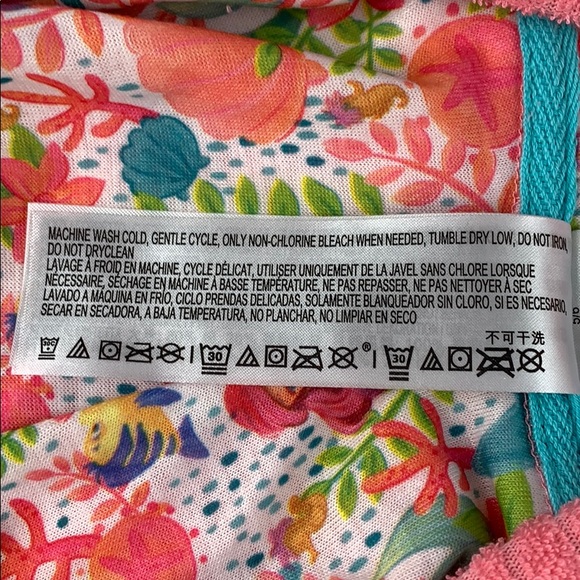 MACHINE WASH COLD, GENTLE CYCLE, ONLY NON-CHLORINE BLEACH WHEN NEEDED, TUMBLE DRY LOW, DO NOT IRON,
DO NOT DRYCLEAN
LAVAGE À FROID EN MACHINE, CYCLE DÉLICAT, UTILISER UNIQUEMENT DE LA JAVEL SANS CHLORE LORSQUE
NÉCESSAIRE, SÉCHAGE EN MACHINE À BASSE TEMPÉRATURE, NE PAS REPASSER, NE PAS NETTOYER À SEC
LAVADO A MÁQUINA EN FRÍO, CICLO PRENDAS DELICADAS, SOLAMENTE BLANQUEADOR SIN CLORO, SI ES NECESARIO,
SECAR EN SECADORA, A BAJA TEMPERATURA, NO PLANCHAR, NO LIMPIAR EN SECO
不可干洗
30C ® 30 30